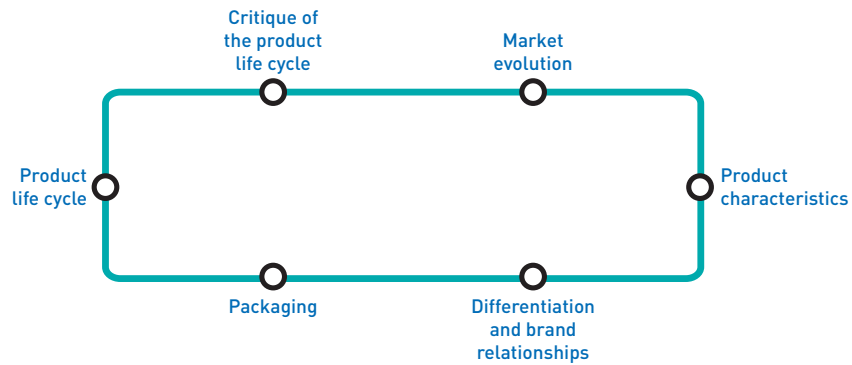 Critique of
the product
life cycle
Market
evolution
Product
life cycle
Product
characteristics
Packaging
Differentiation
and brand
relationships